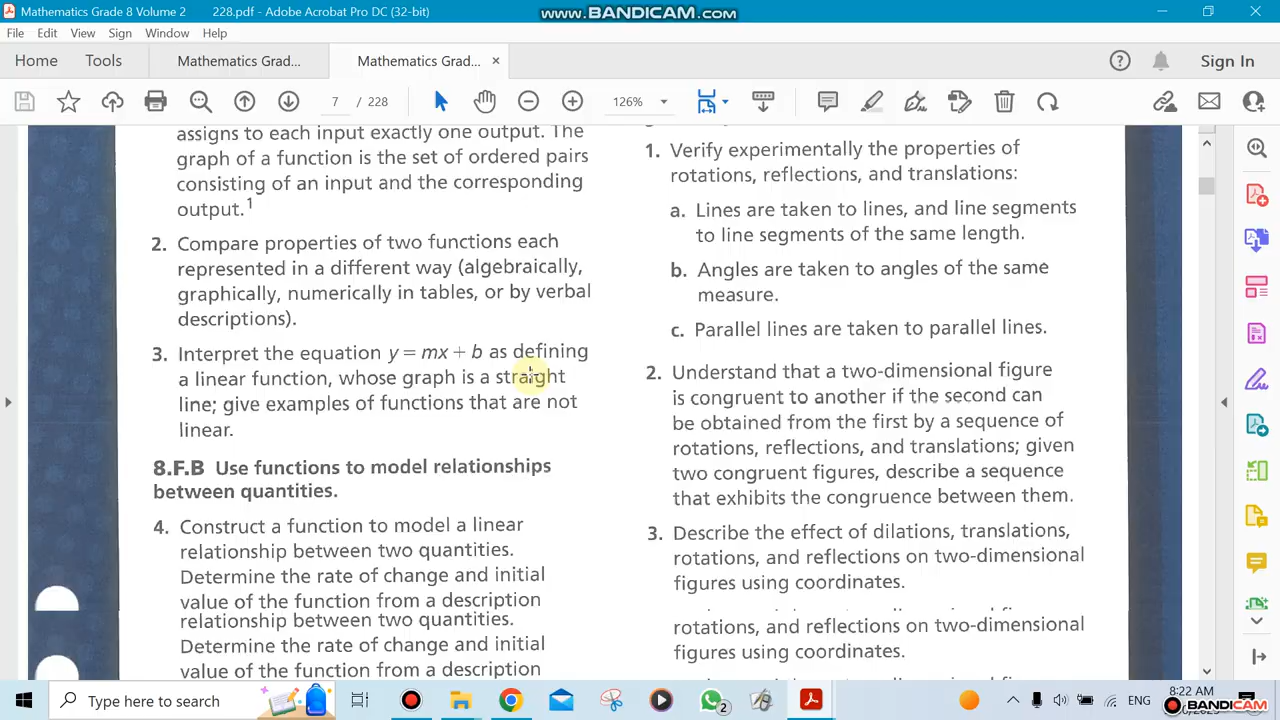 Mathematics Grade 8 Volume 2 228.pdf - Adobe Acrobat Pro DC (32-bit)
www.BANDICAM.com
File Edit View Sign Window Help
Home Tools Mathematics Grad... Mathematics Grad... ×
Sign In
7 / 228
126%
assigns to each input exactly one output. The
graph of a function is the set of ordered pairs
consisting of an input and the corresponding
output.1
2. Compare properties of two functions each
represented in a different way (algebraically,
graphically, numerically in tables, or by verbal
descriptions).
3. Interpret the equation y = mx + b as defining
a linear function, whose graph is a straight
line; give examples of functions that are not
linear.
8.F.B Use functions to model relationships
between quantities.
4. Construct a function to model a linear
relationship between two quantities.
Determine the rate of change and initial
value of the function from a description
relationship between two quantities.
Determine the rate of change and initial
value of the function from a description
1. Verify experimentally the properties of
rotations, reflections, and translations:
a. Lines are taken to lines, and line segments
to line segments of the same length.
b. Angles are taken to angles of the same
measure.
c. Parallel lines are taken to parallel lines.
2. Understand that a two-dimensional figure
is congruent to another if the second can
be obtained from the first by a sequence of
rotations, reflections, and translations; given
two congruent figures, describe a sequence
that exhibits the congruence between them.
3. Describe the effect of dilations, translations,
rotations, and reflections on two-dimensional
figures using coordinates.
rotations, and reflections on two-dimensional
figures using coordinates.
Type here to search
2
ENG
8:22 AM
BANDICAM